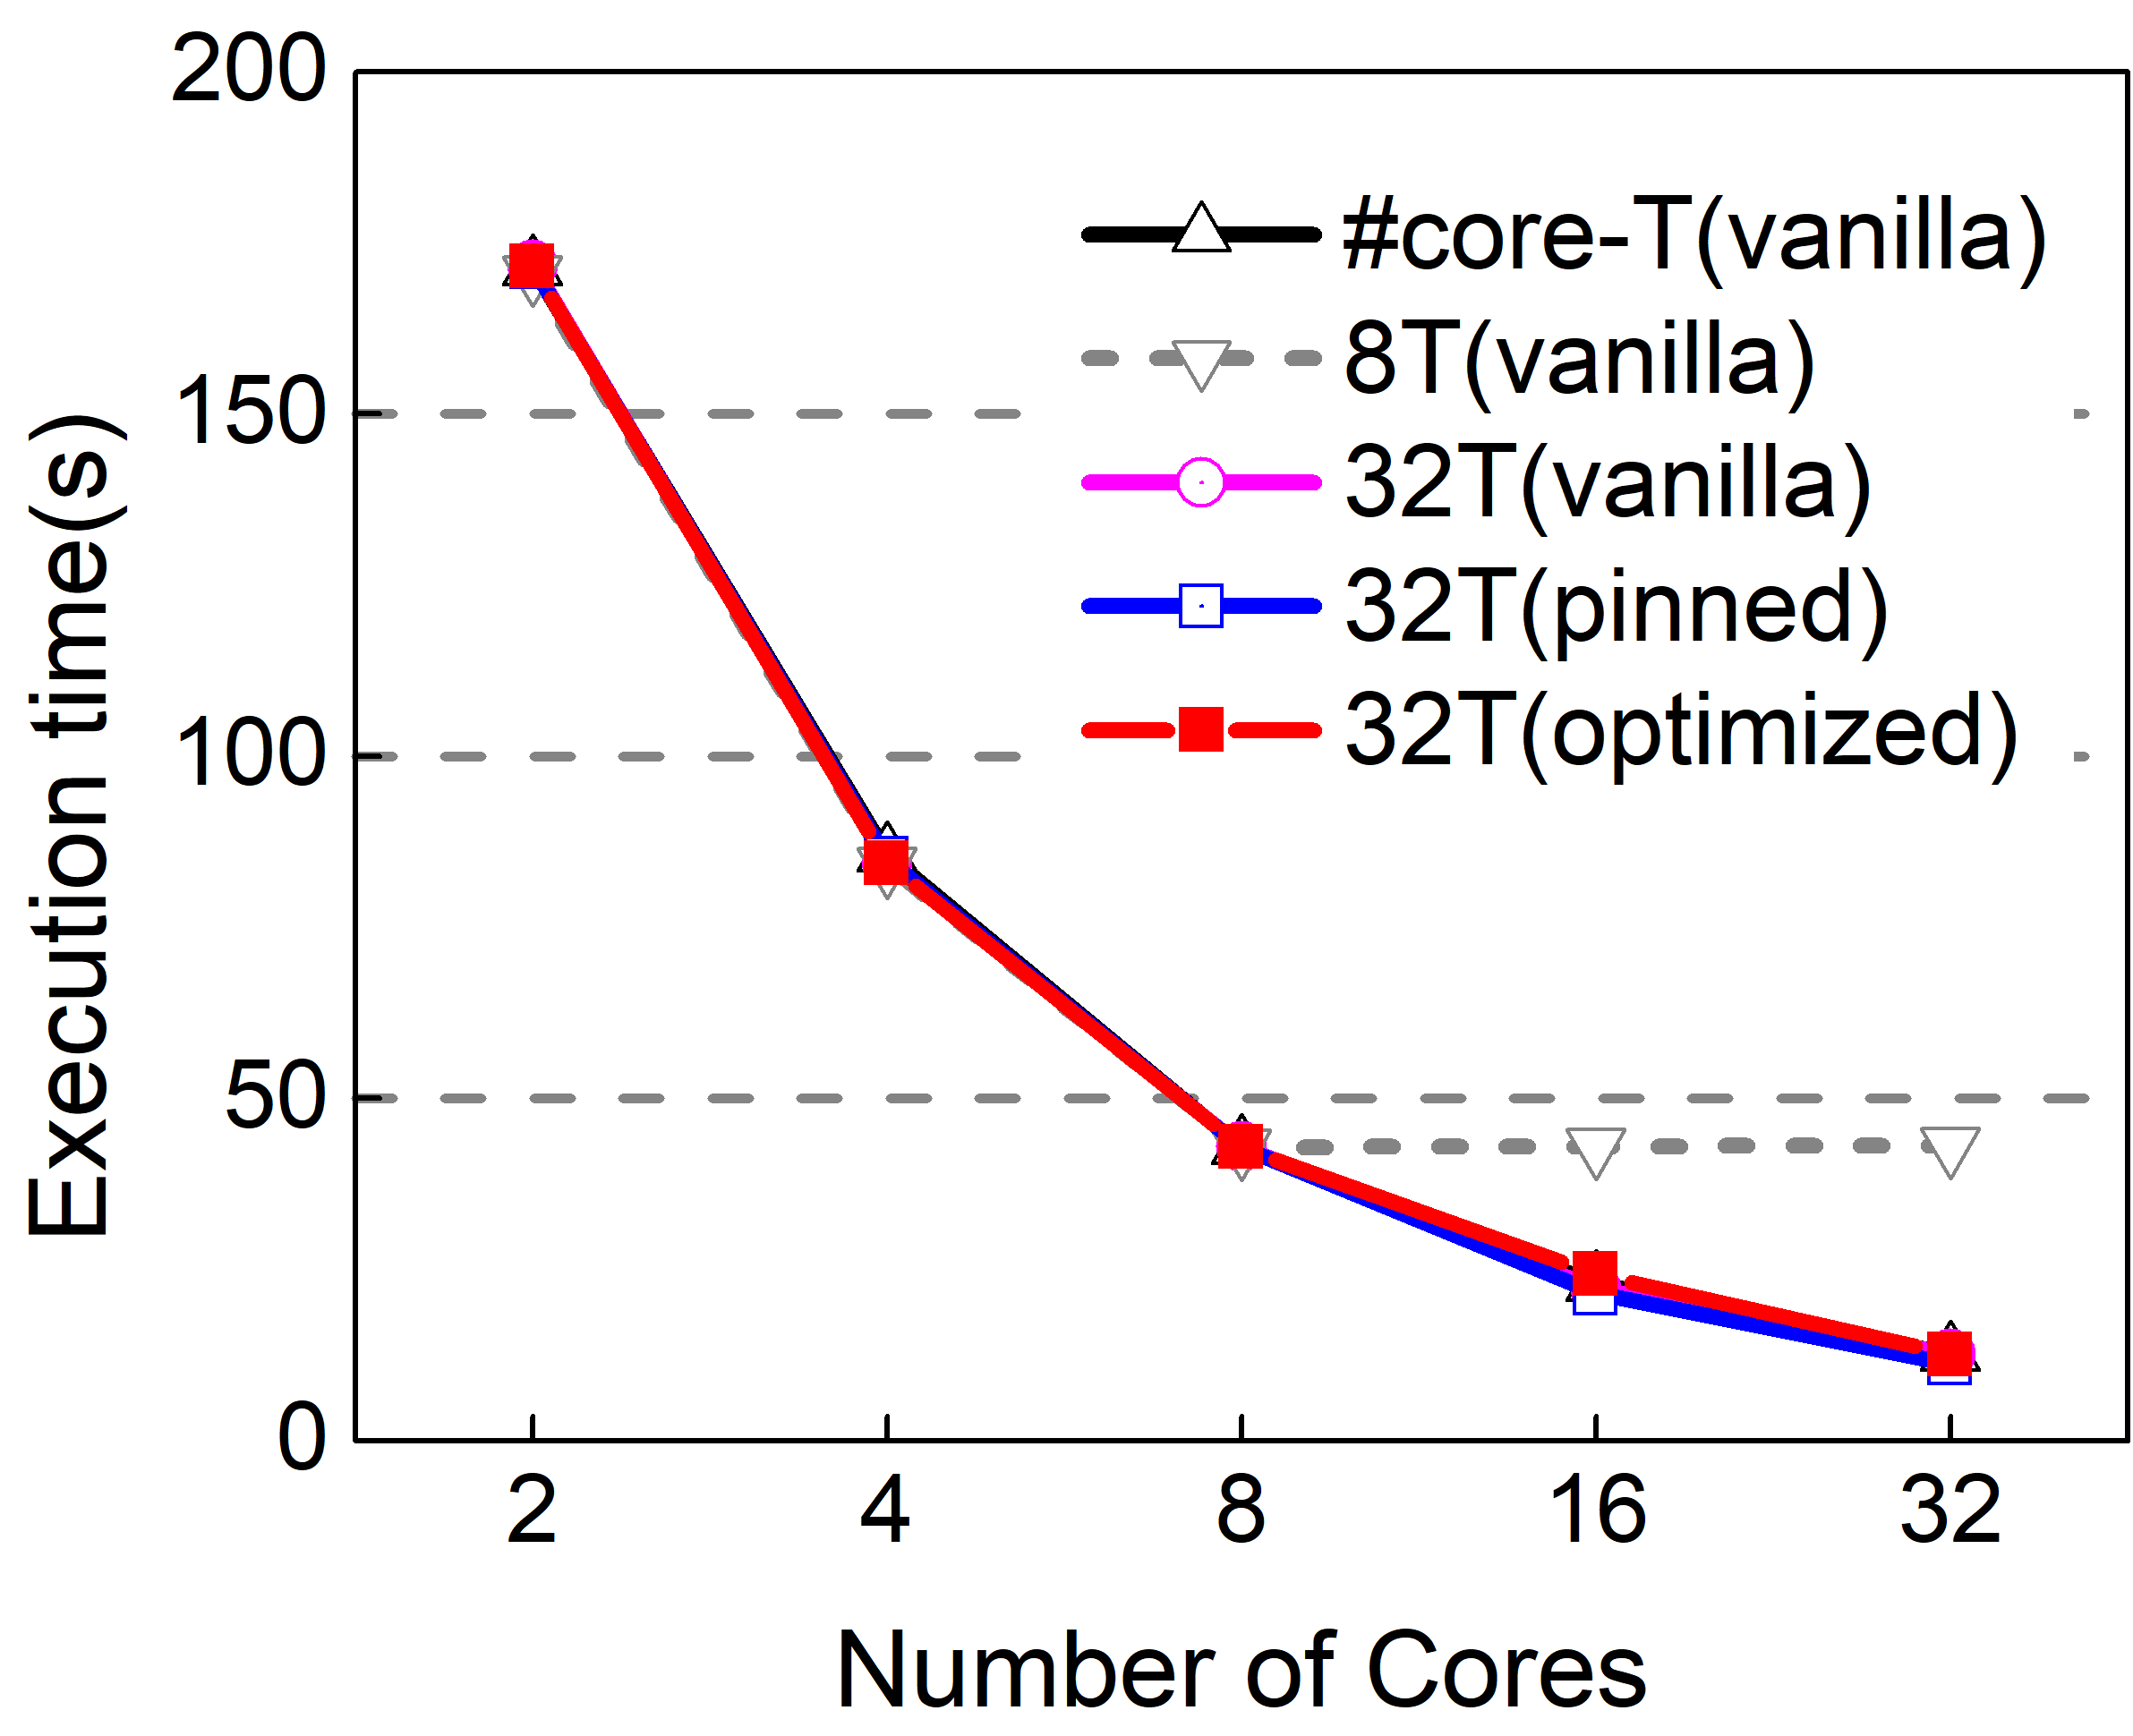 200
150
100
50
0
Execution time(s)
#core-T(vanilla)
8T(vanilla)
32T(vanilla)
32T(pinned)
32T(optimized)
2 4 8 16 32
Number of Cores